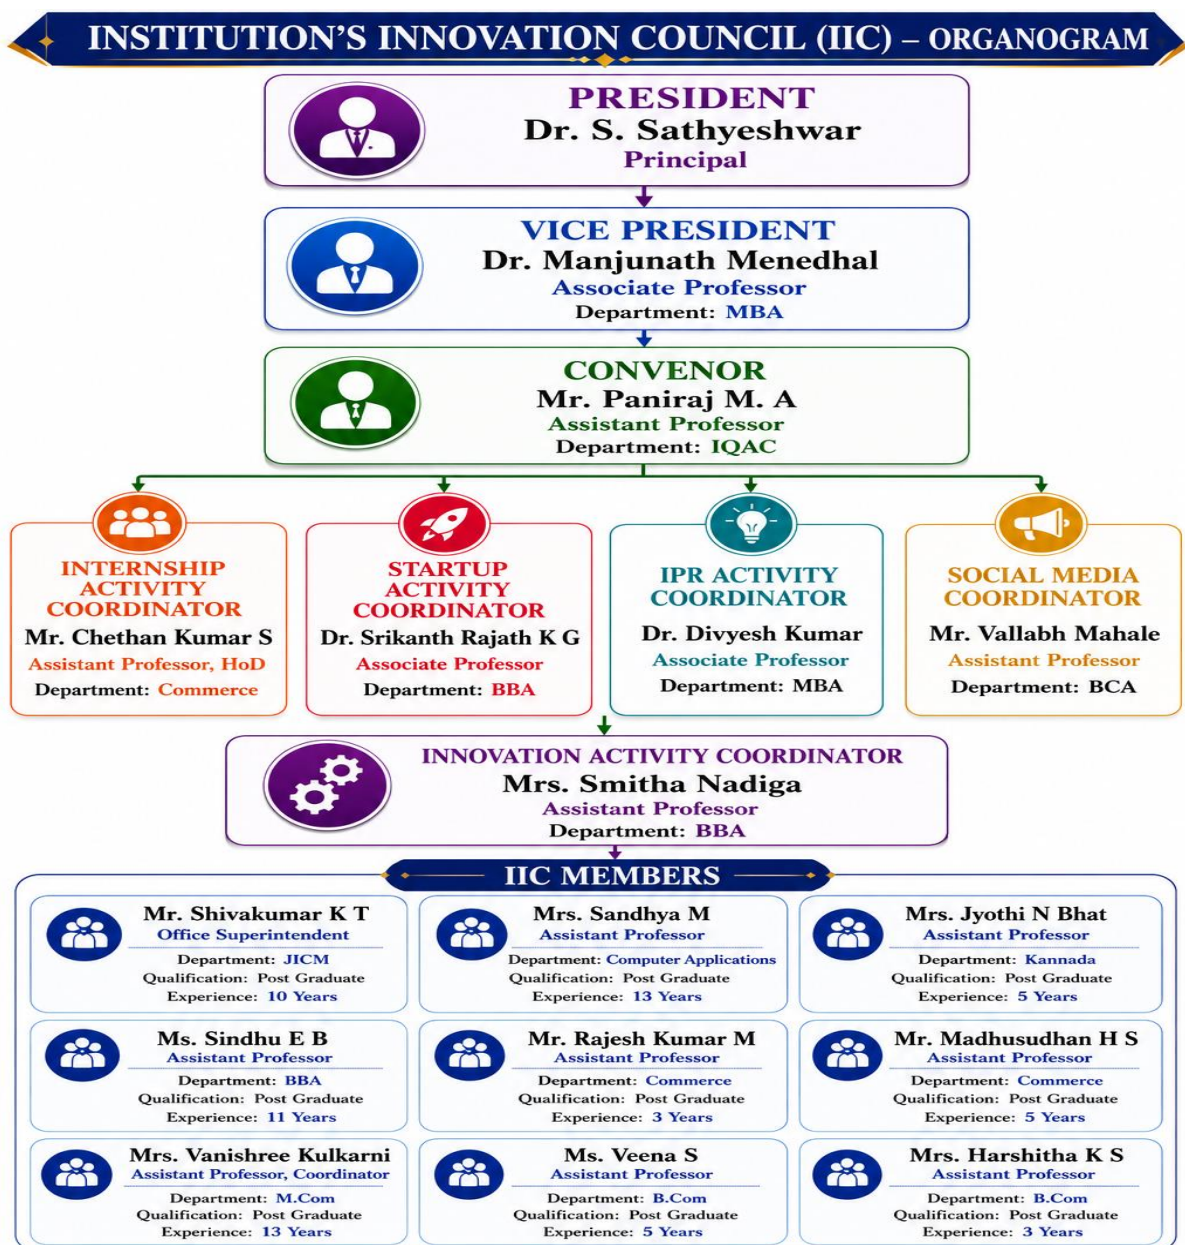 INSTITUTION'S INNOVATION COUNCIL (IIC) – ORGANOGRAM
PRESIDENT
Dr. S. Sathyeshwar
Principal
VICE PRESIDENT
Dr. Manjunath Menedhal
Associate Professor
Department: MBA
CONVENOR
Mr. Paniraj M. A
Assistant Professor
Department: IQAC
INTERNSHIP
ACTIVITY
COORDINATOR
Mr. Chethan Kumar S
Assistant Professor, HoD
Department: Commerce
STARTUP
ACTIVITY
COORDINATOR
Dr. Srikanth Rajath K G
Associate Professor
Department: BBA
IPR ACTIVITY
COORDINATOR
Dr. Divyesh Kumar
Associate Professor
Department: MBA
SOCIAL MEDIA
COORDINATOR
Mr. Vallabh Mahale
Assistant Professor
Department: BCA
INNOVATION ACTIVITY COORDINATOR
Mrs. Smitha Nadiga
Assistant Professor
Department: BBA
IIC MEMBERS
Mr. Shivakumar K T
Office Superintendent
Department: JICM
Qualification: Post Graduate
Experience: 10 Years
Mrs. Sandhya M
Assistant Professor
Department: Computer Applications
Qualification: Post Graduate
Experience: 13 Years
Mrs. Jyothi N Bhat
Assistant Professor
Department: Kannada
Qualification: Post Graduate
Experience: 5 Years
Ms. Sindhu E B
Assistant Professor
Department: BBA
Qualification: Post Graduate
Experience: 11 Years
Mr. Rajesh Kumar M
Assistant Professor
Department: Commerce
Qualification: Post Graduate
Experience: 3 Years
Mr. Madhusudhan H S
Assistant Professor
Department: Commerce
Qualification: Post Graduate
Experience: 5 Years
Mrs. Vanishree Kulkarni
Assistant Professor, Coordinator
Department: M.Com
Qualification: Post Graduate
Experience: 13 Years
Ms. Veena S
Assistant Professor
Department: B.Com
Qualification: Post Graduate
Experience: 5 Years
Mrs. Harshitha K S
Assistant Professor
Department: B.Com
Qualification: Post Graduate
Experience: 3 Years